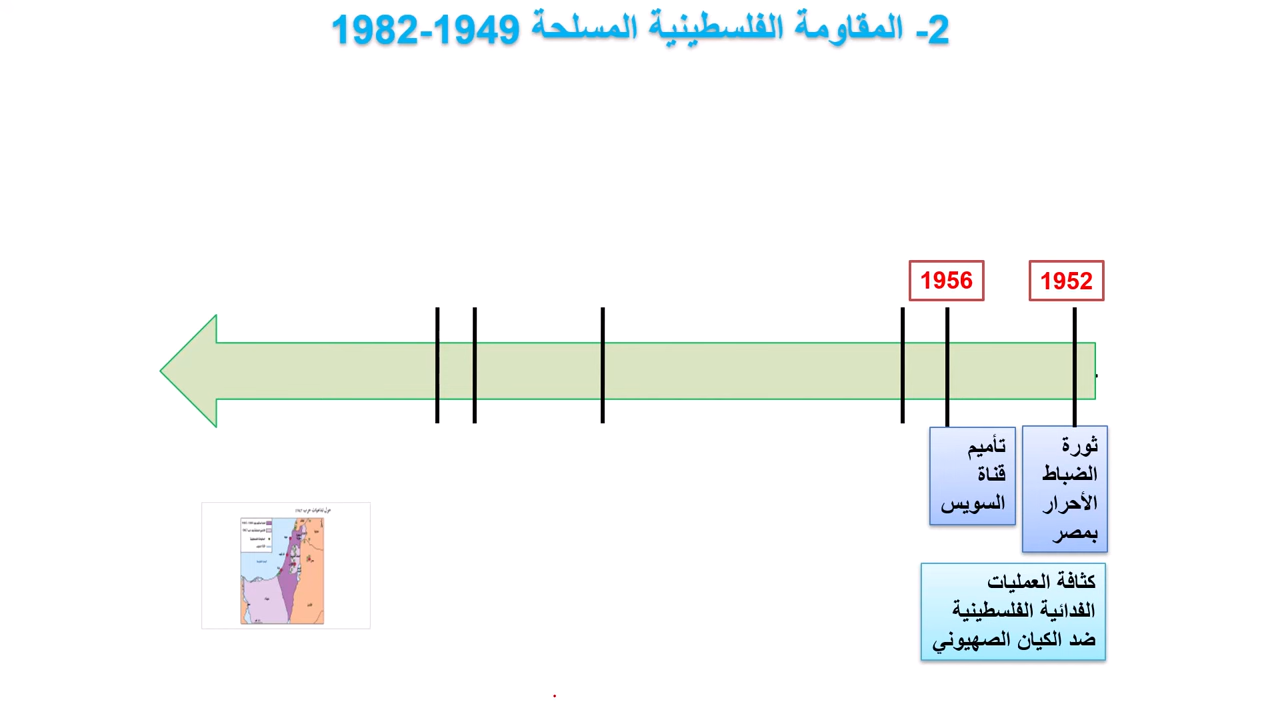 2- المقاومة الفلسطينية المسلحة 1949-1982
1952
1956
ثورة
الضباط
الأحرار
بمصر
تأميم
قناة
السويس
كثافة العمليات
الفدائية الفلسطينية
ضد الكيان الصهيوني